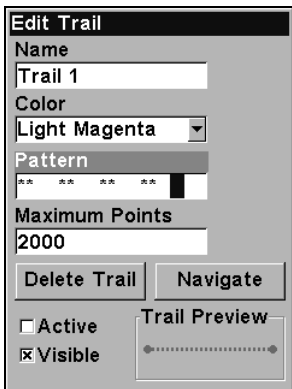 Edit Trail
Name
Trail 1
Color
Light Magenta
Pattern
** ** ** **
Maximum Points
2000
Delete Trail Navigate
Active
Visible
Trail Preview